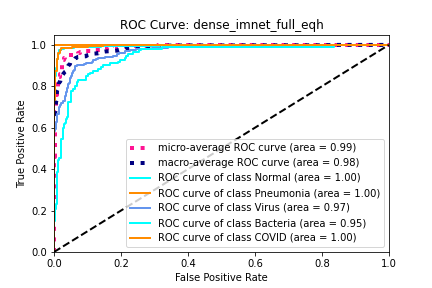 ROC Curve: dense_imnet_full_eqh
True Positive Rate
1.0
0.8
0.6
0.4
0.2
0.0
micro-average ROC curve (area = 0.99)
macro-average ROC curve (area = 0.98)
ROC curve of class Normal (area = 1.00)
ROC curve of class Pneumonia (area = 1.00)
ROC curve of class Virus (area = 0.97)
ROC curve of class Bacteria (area = 0.95)
ROC curve of class COVID (area = 1.00)
0.0 0.2 0.4 0.6 0.8 1.0
False Positive Rate